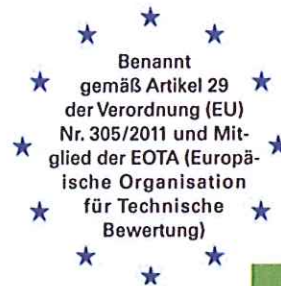 Benannt
gemäß Artikel 29
der Verordnung (EU)
Nr. 305/2011 und Mit-
glied der EOTA (Europä-
ische Organisation
für Technische
Bewertung)